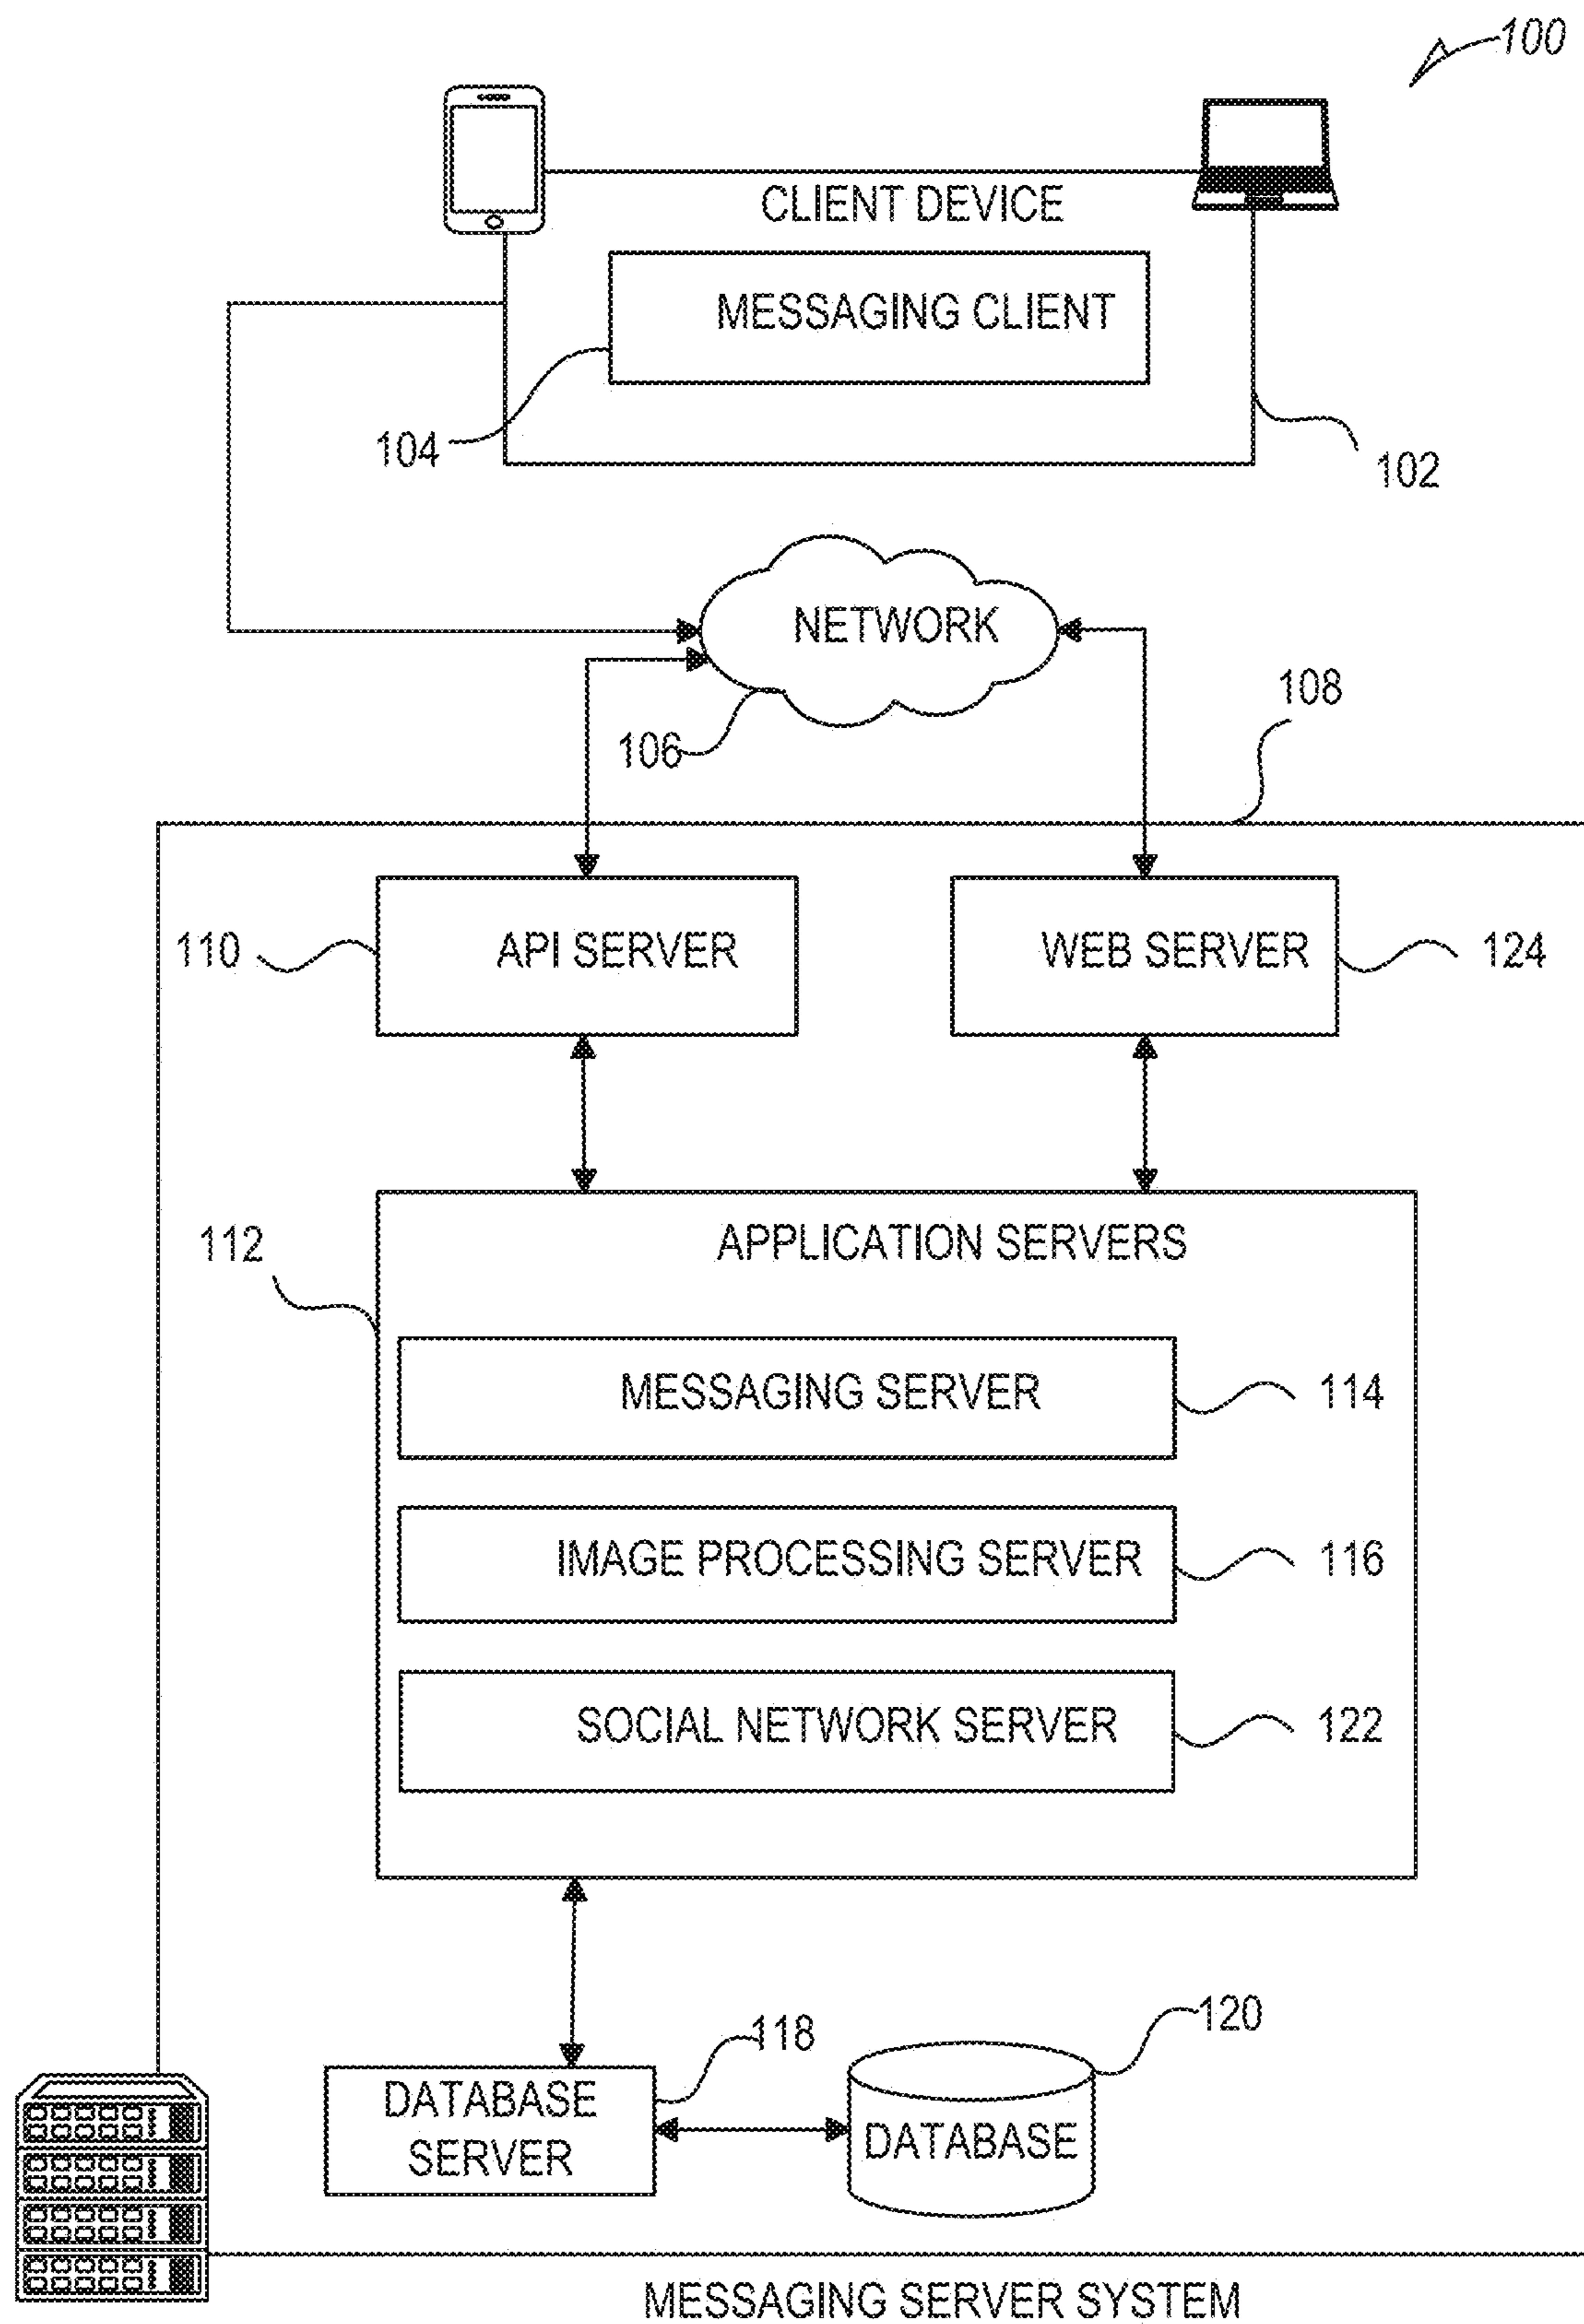 100
CLIENT DEVICE
MESSAGING CLIENT
104
102
NETWORK
106
108
110
API SERVER
WEB SERVER
124
112
APPLICATION SERVERS
MESSAGING SERVER
114
IMAGE PROCESSING SERVER
116
SOCIAL NETWORK SERVER
122
118
120
DATABASE
SERVER
DATABASE
MESSAGING SERVER SYSTEM